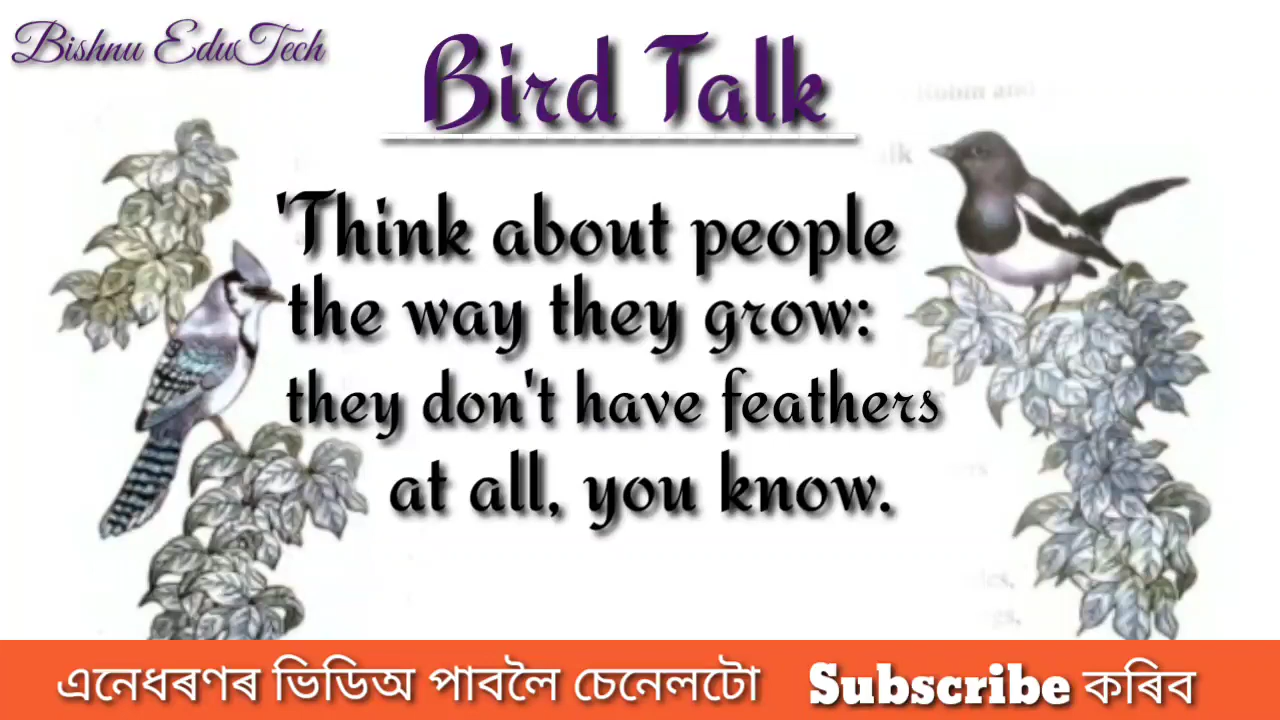 Bishnu EduTech
Bird Talk
'Think about people
the way they grow:
they don't have feathers
at all, you know.
এনেধৰণৰ ভিডিঅ পাবলৈ চেনেলটো Subscribe কৰিব